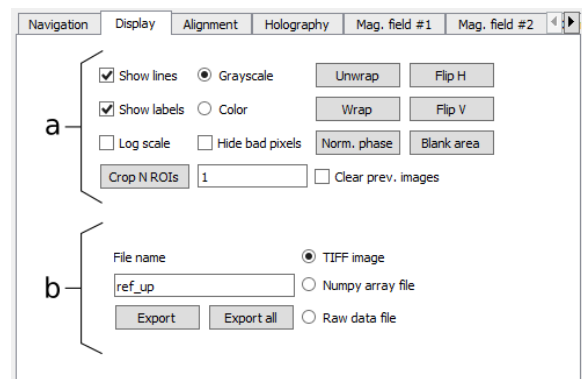 Navigation Display Alignment Holography Mag. field #1 Mag. field #2
a
Show lines Grayscale Unwrap Flip H
Show labels Color Wrap Flip V
Log scale Hide bad pixels Norm. phase Blank area
Crop N ROIs 1 Clear prev. images
b
File name TIFF image
ref_up Numpy array file
Export Export all Raw data file